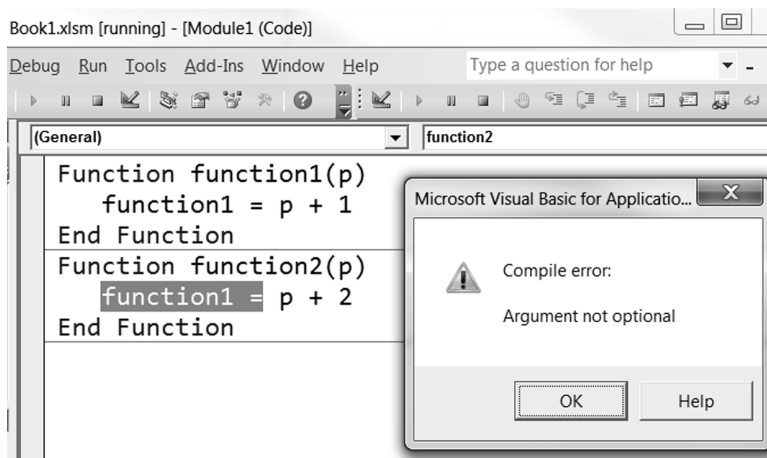 Book1.xlsm [running] - [Module1 (Code)]
Debug Run Tools Add-Ins Window Help Type a question for help
(General) function2
Function function1(p)
function1 = p + 1
End Function
Function function2(p)
function1 = p + 2
End Function
Microsoft Visual Basic for Applicatio...
Compile error:
Argument not optional
OK Help